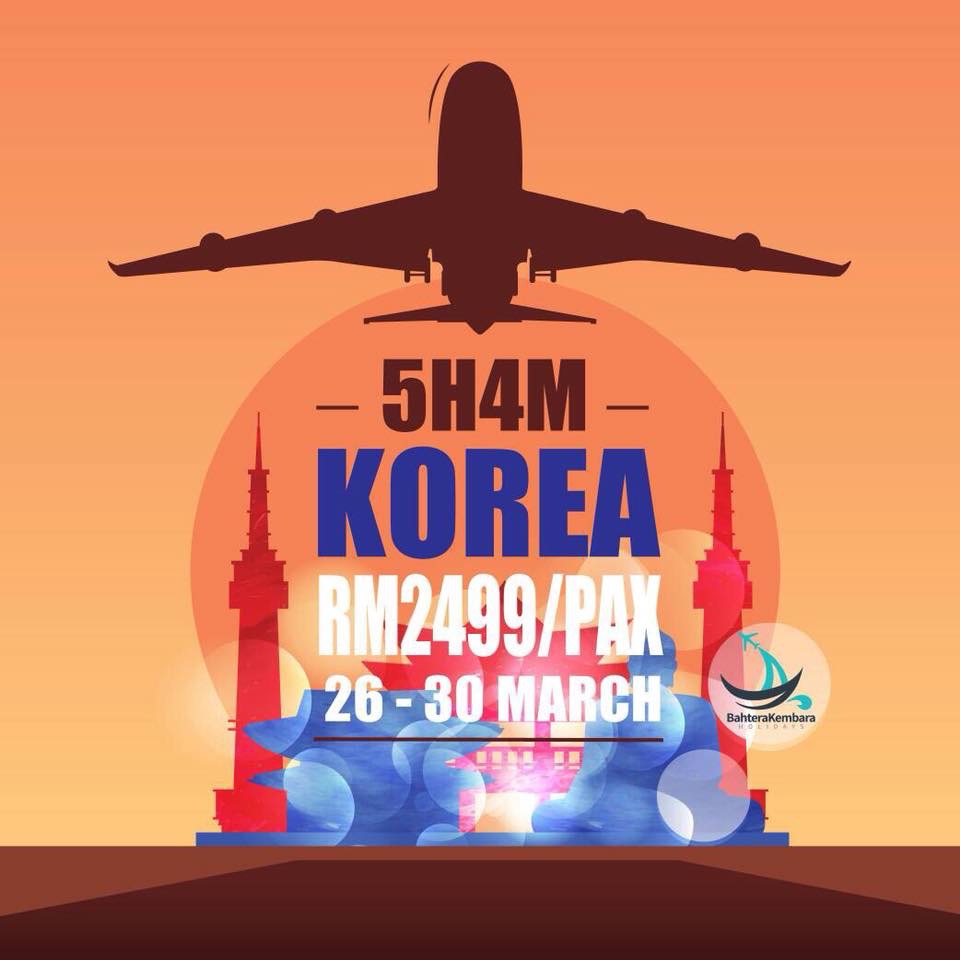 5H4M
KOREA
RM2499/PAX
26 - 30 MARCH
BahteraKembara
HOLIDAYS